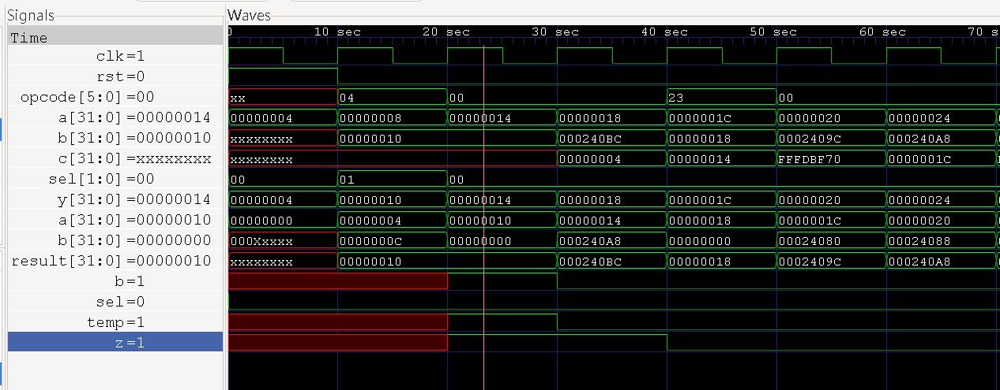 Signals Waves
Time 0 10 sec 20 sec 30 sec 40 sec 50 sec 60 sec 70 s
clk=1
rst=0
opcode[5:0]=00 xx 04 00 23 00
a[31:0]=00000014 00000004 00000008 00000014 00000018 0000001C 00000020 00000024
b[31:0]=00000010 xxxxxxxx 00000010 000240BC 00000018 0002409C 000240A8
c[31:0]=xxxxxxxx xxxxxxxx 00000004 00000014 FFFDBF70 0000001C
sel[1:0]=00 00 01 00
y[31:0]=00000014 00000004 00000010 00000014 00000018 0000001C 00000020 00000024
a[31:0]=00000010 00000000 00000004 00000010 00000014 00000018 0000001C 00000020
b[31:0]=00000000 000Xxxxx 0000000C 00000000 000240A8 00000000 00024080 00024088
result[31:0]=00000010 xxxxxxxx 00000010 000240BC 00000018 0002409C 000240A8
b=1
sel=0
temp=1
z=1